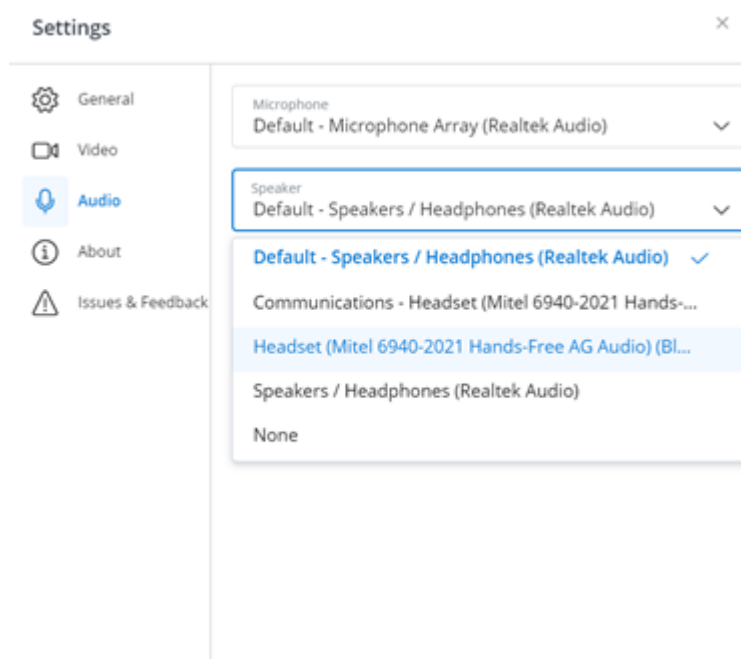 Settings
General
Video
Audio
About
Issues & Feedback
Microphone
Default - Microphone Array (Realtek Audio)
Speaker
Default - Speakers / Headphones (Realtek Audio)
Default - Speakers / Headphones (Realtek Audio)
Communications - Headset (Mitel 6940-2021 Hands-...
Headset (Mitel 6940-2021 Hands-Free AG Audio) (Bl...
Speakers / Headphones (Realtek Audio)
None